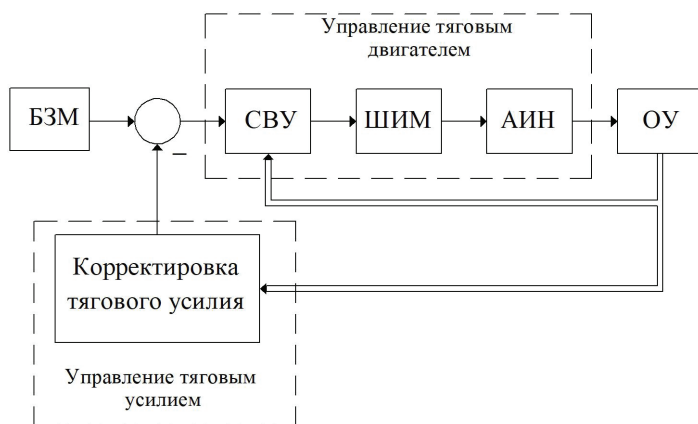 Управление тяговым
двигателем
БЗМ
СВУ
ШИМ
АИН
ОУ
–
Корректировка
тягового усилия
Управление тяговым
усилием